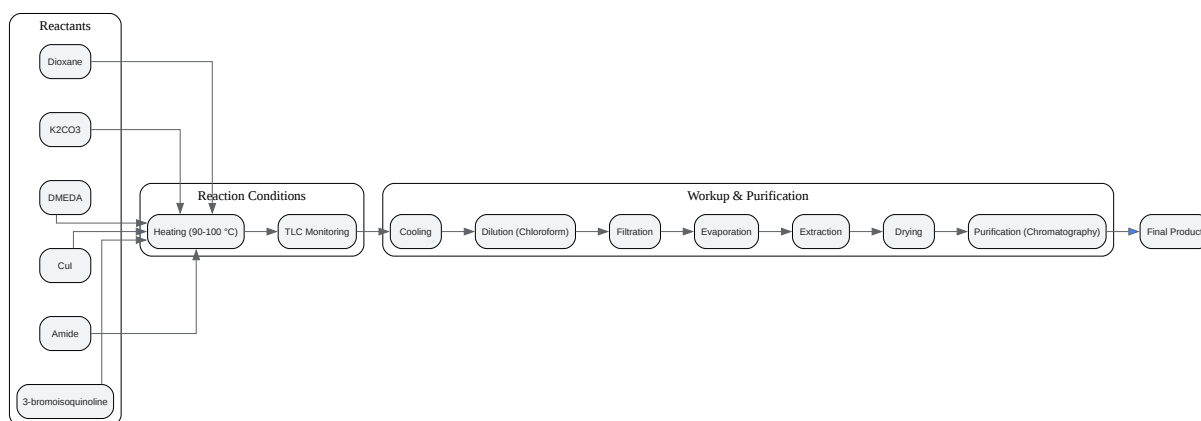 Reactants
Dioxane
K2CO3
DMEDA
CuI
Amide
3-bromoisoquinoline
Reaction Conditions
Heating (90-100 °C)
TLC Monitoring
Workup & Purification
Cooling
Dilution (Chloroform)
Filtration
Evaporation
Extraction
Drying
Purification (Chromatography)
Final Product